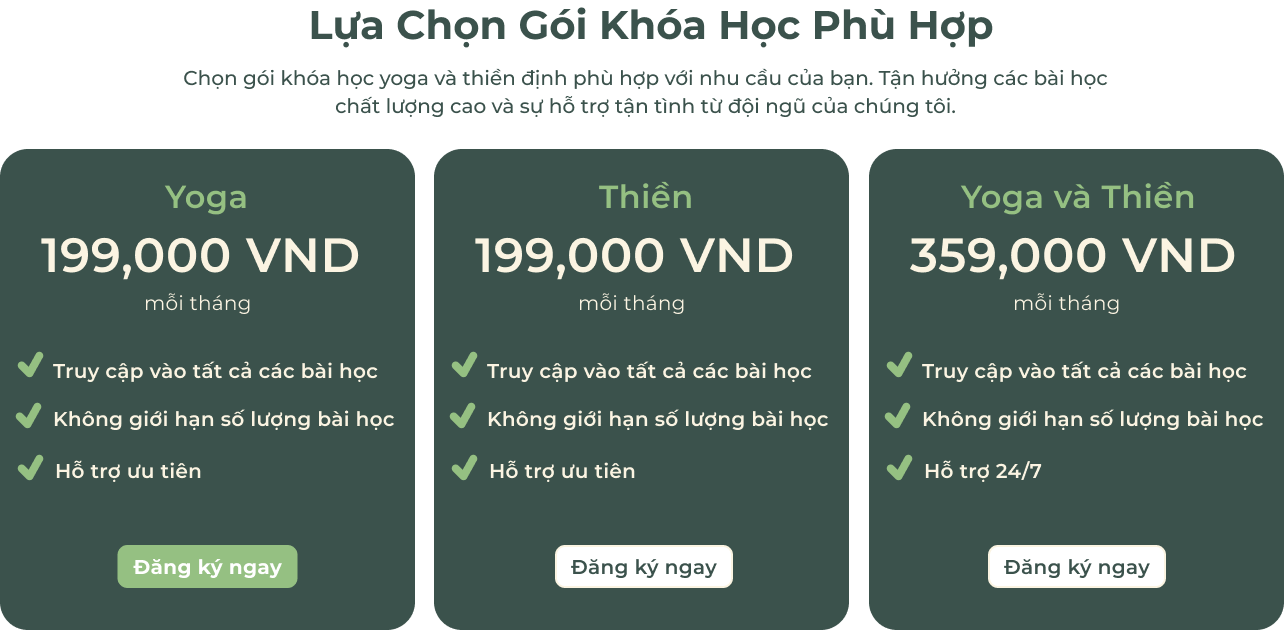 Lựa Chọn Gói Khóa Học Phù Hợp
Chọn gói khóa học yoga và thiền định phù hợp với nhu cầu của bạn. Tận hưởng các bài học
chất lượng cao và sự hỗ trợ tận tình từ đội ngũ của chúng tôi.
Yoga
199,000 VND
mỗi tháng
Truy cập vào tất cả các bài học
Không giới hạn số lượng bài học
Hỗ trợ ưu tiên
Đăng ký ngay
Thiền
199,000 VND
mỗi tháng
Truy cập vào tất cả các bài học
Không giới hạn số lượng bài học
Hỗ trợ ưu tiên
Đăng ký ngay
Yoga và Thiền
359,000 VND
mỗi tháng
Truy cập vào tất cả các bài học
Không giới hạn số lượng bài học
Hỗ trợ 24/7
Đăng ký ngay